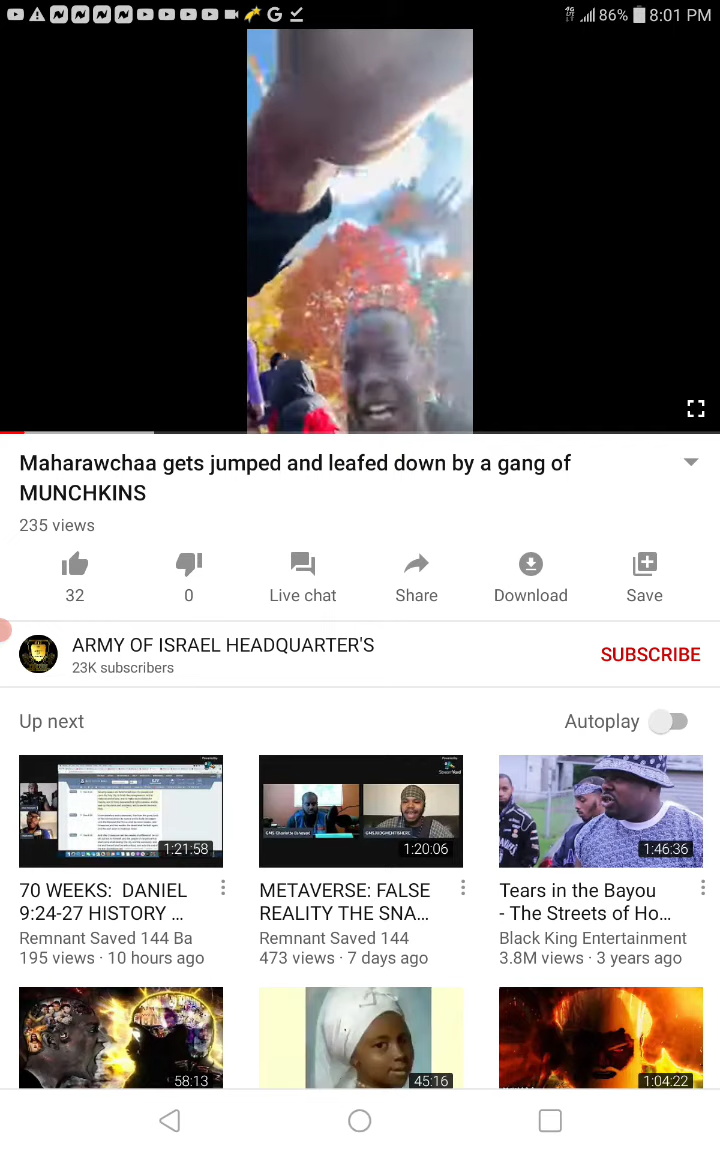 86% 8:01 PM
Maharawchaa gets jumped and leafed down by a gang of
MUNCHKINS
235 views
32 0 Live chat Share Download Save
ARMY OF ISRAEL HEADQUARTER'S
23K subscribers
SUBSCRIBE
Up next Autoplay
1:21:58
1:20:06
1:46:36
70 WEEKS: DANIEL
9:24-27 HISTORY ...
Remnant Saved 144 Ba
195 views · 10 hours ago
METAVERSE: FALSE
REALITY THE SNA...
Remnant Saved 144
473 views · 7 days ago
Tears in the Bayou
- The Streets of Ho...
Black King Entertainment
3.8M views · 3 years ago
58:13
45:16
1:04:22